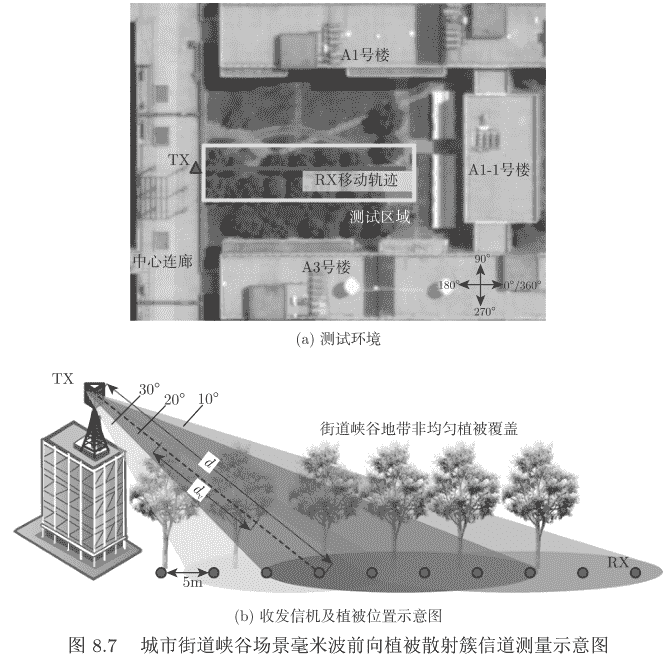 A1号楼
TX
A1-1号楼
RX移动轨迹
测试区域
中心连廊
A3号楼
90°
180°
0°/360°
270°
(a) 测试环境
TX
30°
20°
10°
街道峡谷地带非均匀植被覆盖
d
dv
RX
5m
(b) 收发信机及植被位置示意图
图 8.7 城市街道峡谷场景毫米波前向植被散射簇信道测量示意图